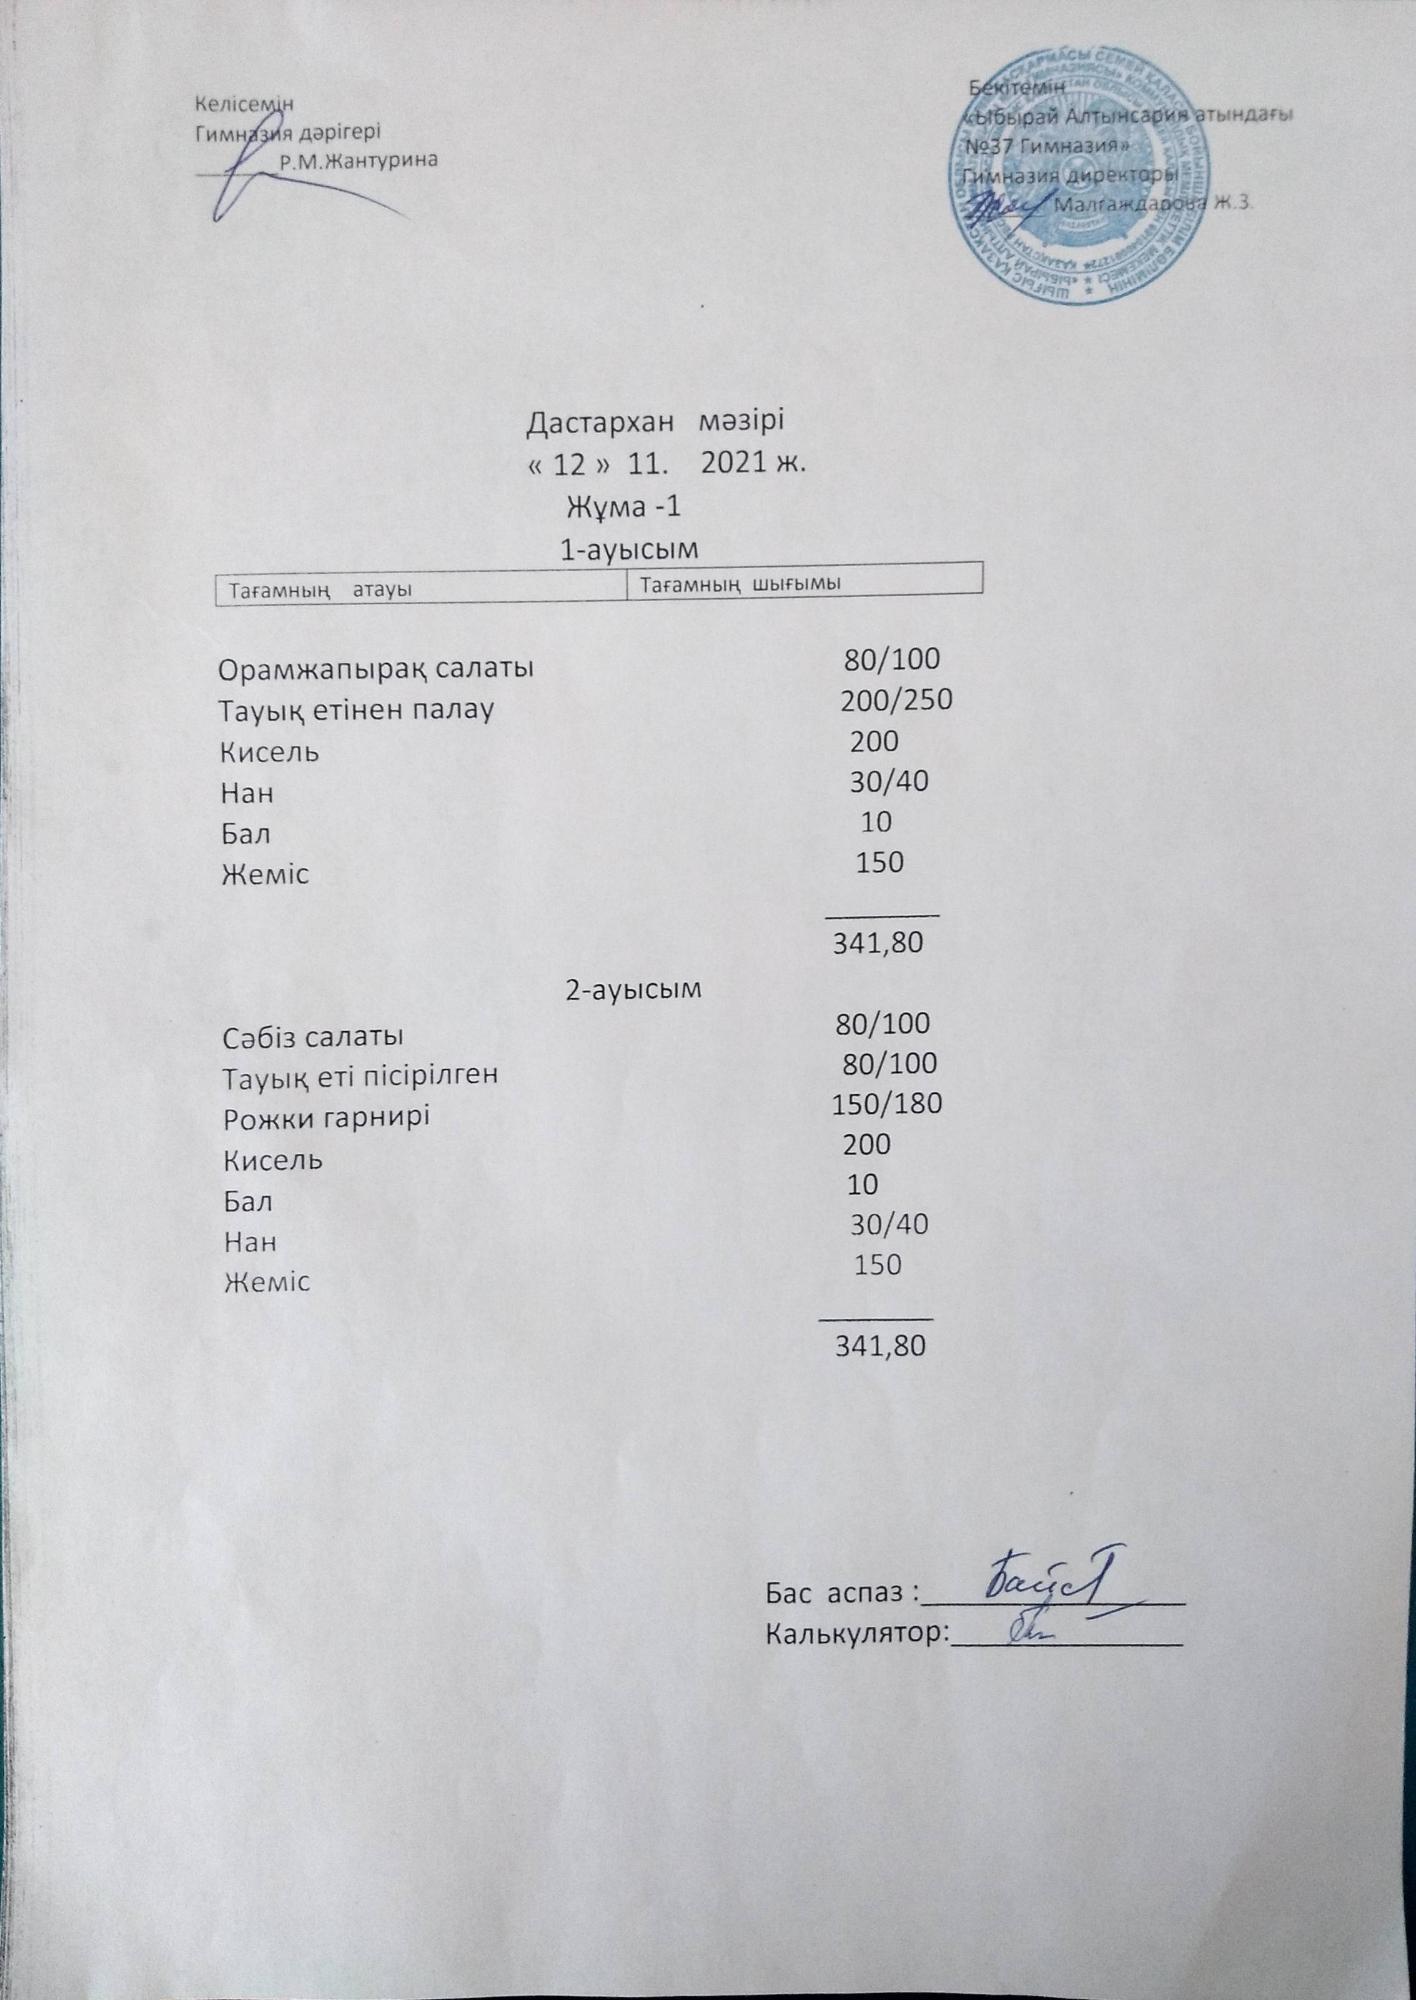 Келісемін
Гимназия дәрігері
_______Р.М.Жантурина
Бекітемін
«Ыбырай Алтынсарин атындағы
№37 Гимназия»
Гимназия директоры
Малгаждарова Ж.З.
Дастархан мәзірі
« 12 » 11. 2021 ж.
Жұма -1
1-ауысым
Тағамның атауы Тағамның шығымы
Орамжапырақ салаты 80/100
Тауық етінен палау 200/250
Кисель 200
Нан 30/40
Бал 10
Жеміс 150
341,80
2-ауысым
Сәбіз салаты 80/100
Тауық еті пісірілген 80/100
Рожки гарнирі 150/180
Кисель 200
Бал 10
Нан 30/40
Жеміс 150
341,80
Бас аспаз :
Калькулятор: